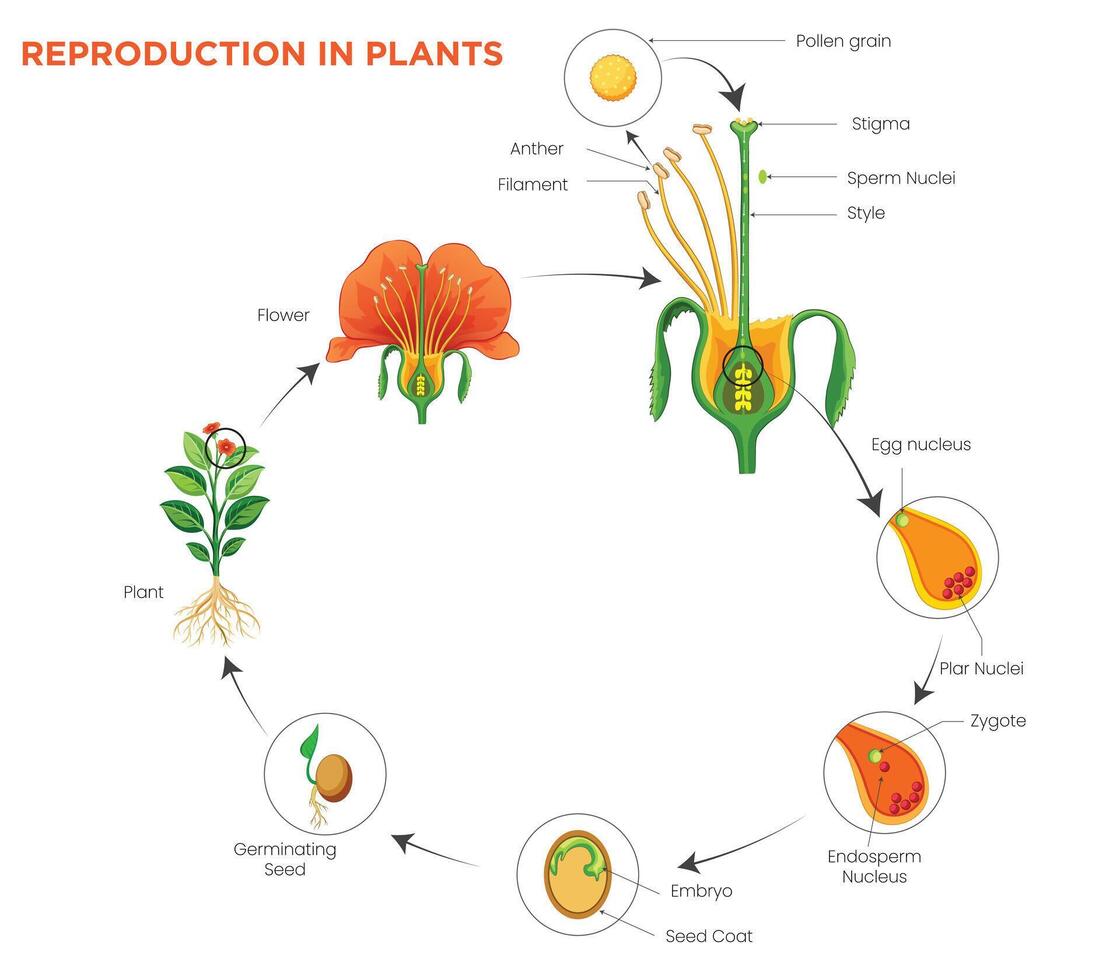 REPRODUCTION IN PLANTS
Pollen grain
Stigma
Anther
Sperm Nuclei
Filament
Style
Flower
Egg nucleus
Plant
Plar Nuclei
Zygote
Germinating
Seed
Endosperm
Nucleus
Embryo
Seed Coat